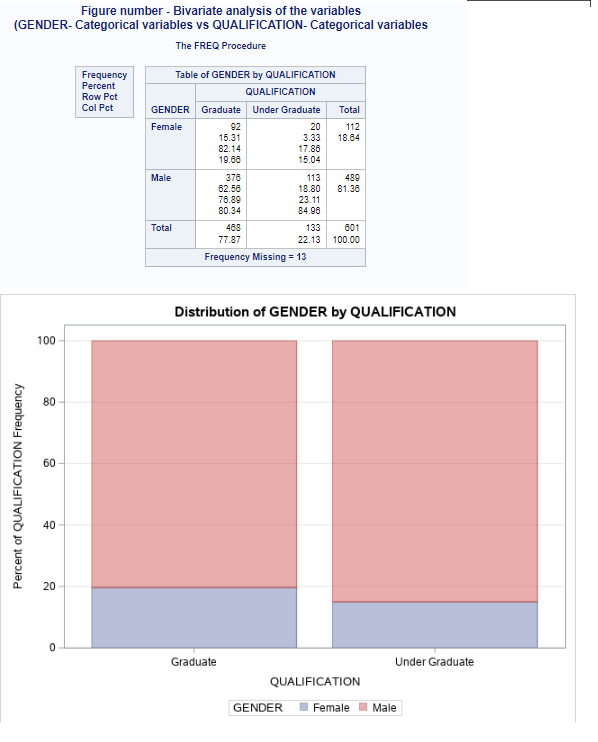 Figure number - Bivariate analysis of the variables
(GENDER- Categorical variables vs QUALIFICATION- Categorical variables
The FREQ Procedure
Frequency
Percent
Row Pct
Col Pct
Table of GENDER by QUALIFICATION
QUALIFICATION
GENDER Graduate Under Graduate Total
Female 92 20 112
15.31 3.33 18.64
82.14 17.86
19.66 15.04
Male 376 113 489
62.56 18.80 81.36
76.89 23.11
80.34 84.96
Total 468 133 601
77.87 22.13 100.00
Frequency Missing = 13
Distribution of GENDER by QUALIFICATION
Percent of QUALIFICATION Frequency
100
80
60
40
20
0
Graduate Under Graduate
QUALIFICATION
GENDER Female Male